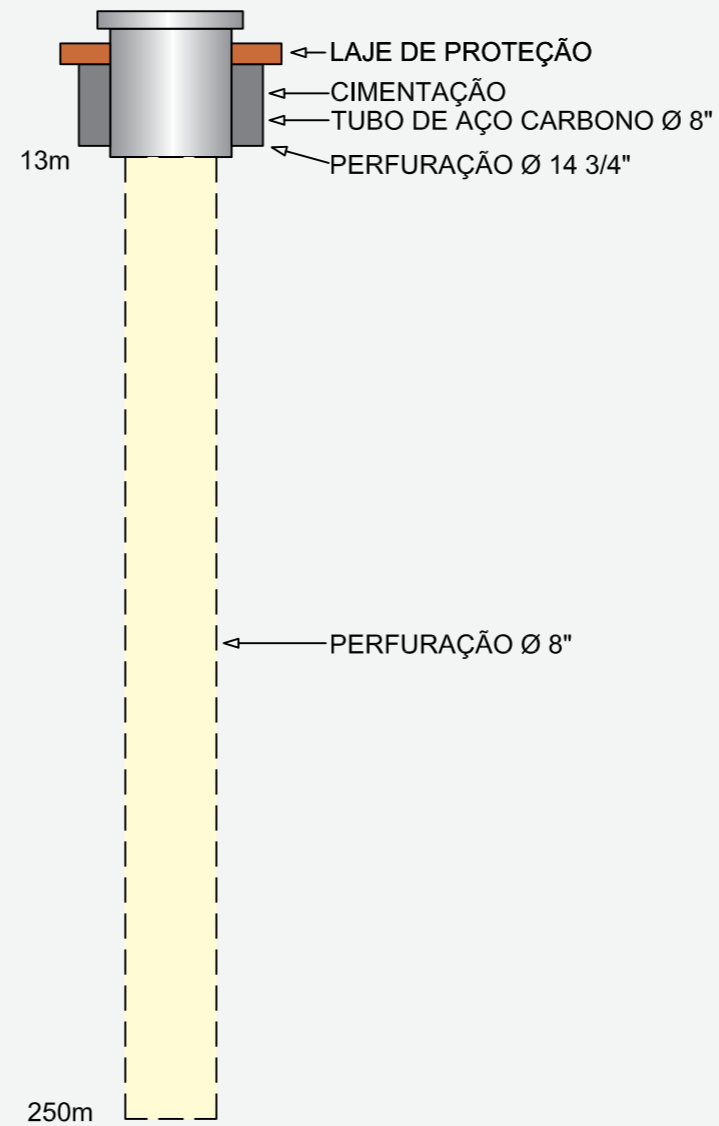 LAJE DE PROTEÇÃO
CIMENTAÇÃO
TUBO DE AÇO CARBONO Ø 8"
13m
PERFURAÇÃO Ø 14 3/4"
PERFURAÇÃO Ø 8"
250m